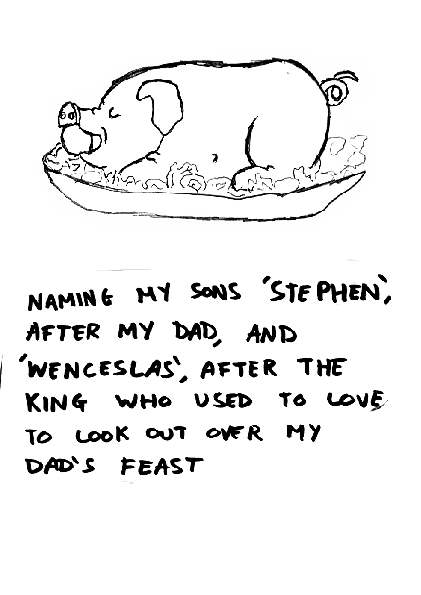 NAMING MY SONS 'STEPHEN',
AFTER MY DAD, AND
'WENCESLAS', AFTER THE
KING WHO USED TO LOVE
TO LOOK OUT OVER MY
DAD'S FEAST